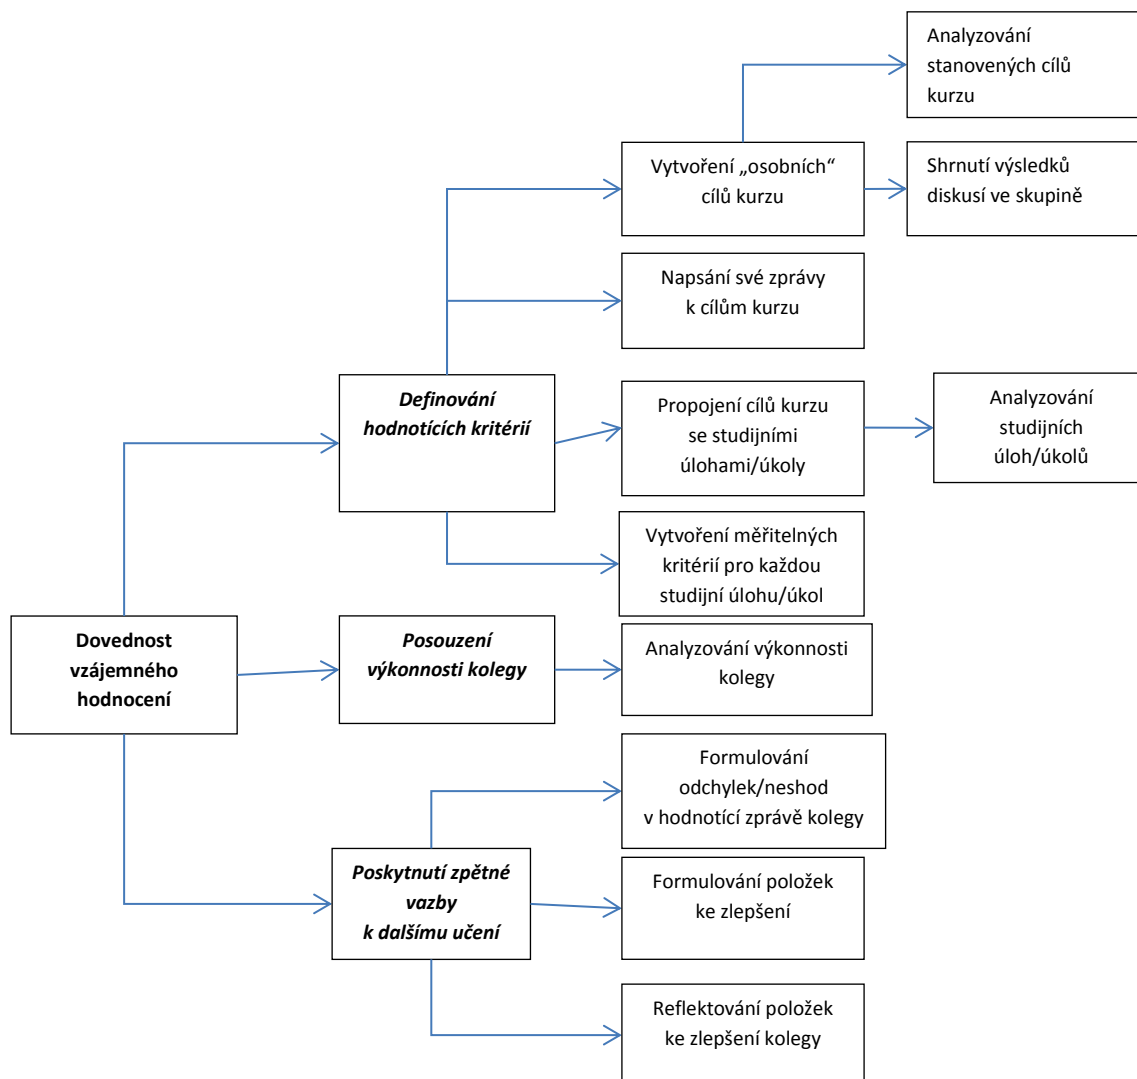 Analyzování
stanovených cílů
kurzu
Vytvoření „osobních“
cílů kurzu
Shrnutí výsledků
diskusí ve skupině
Napsání své zprávy
k cílům kurzu
Definování
hodnotících kritérií
Propojení cílů kurzu
se studijními
úlohami/úkoly
Analyzování
studijních
úloh/úkolů
Vytvoření měřitelných
kritérií pro každou
studijní úlohu/úkol
Dovednost
vzájemného
hodnocení
Posouzení
výkonnosti kolegy
Analyzování výkonnosti
kolegy
Formulování
odchylek/neshod
v hodnotící zprávě kolegy
Poskytnutí zpětné
vazby
k dalšímu učení
Formulování položek
ke zlepšení
Reflektování položek
ke zlepšení kolegy